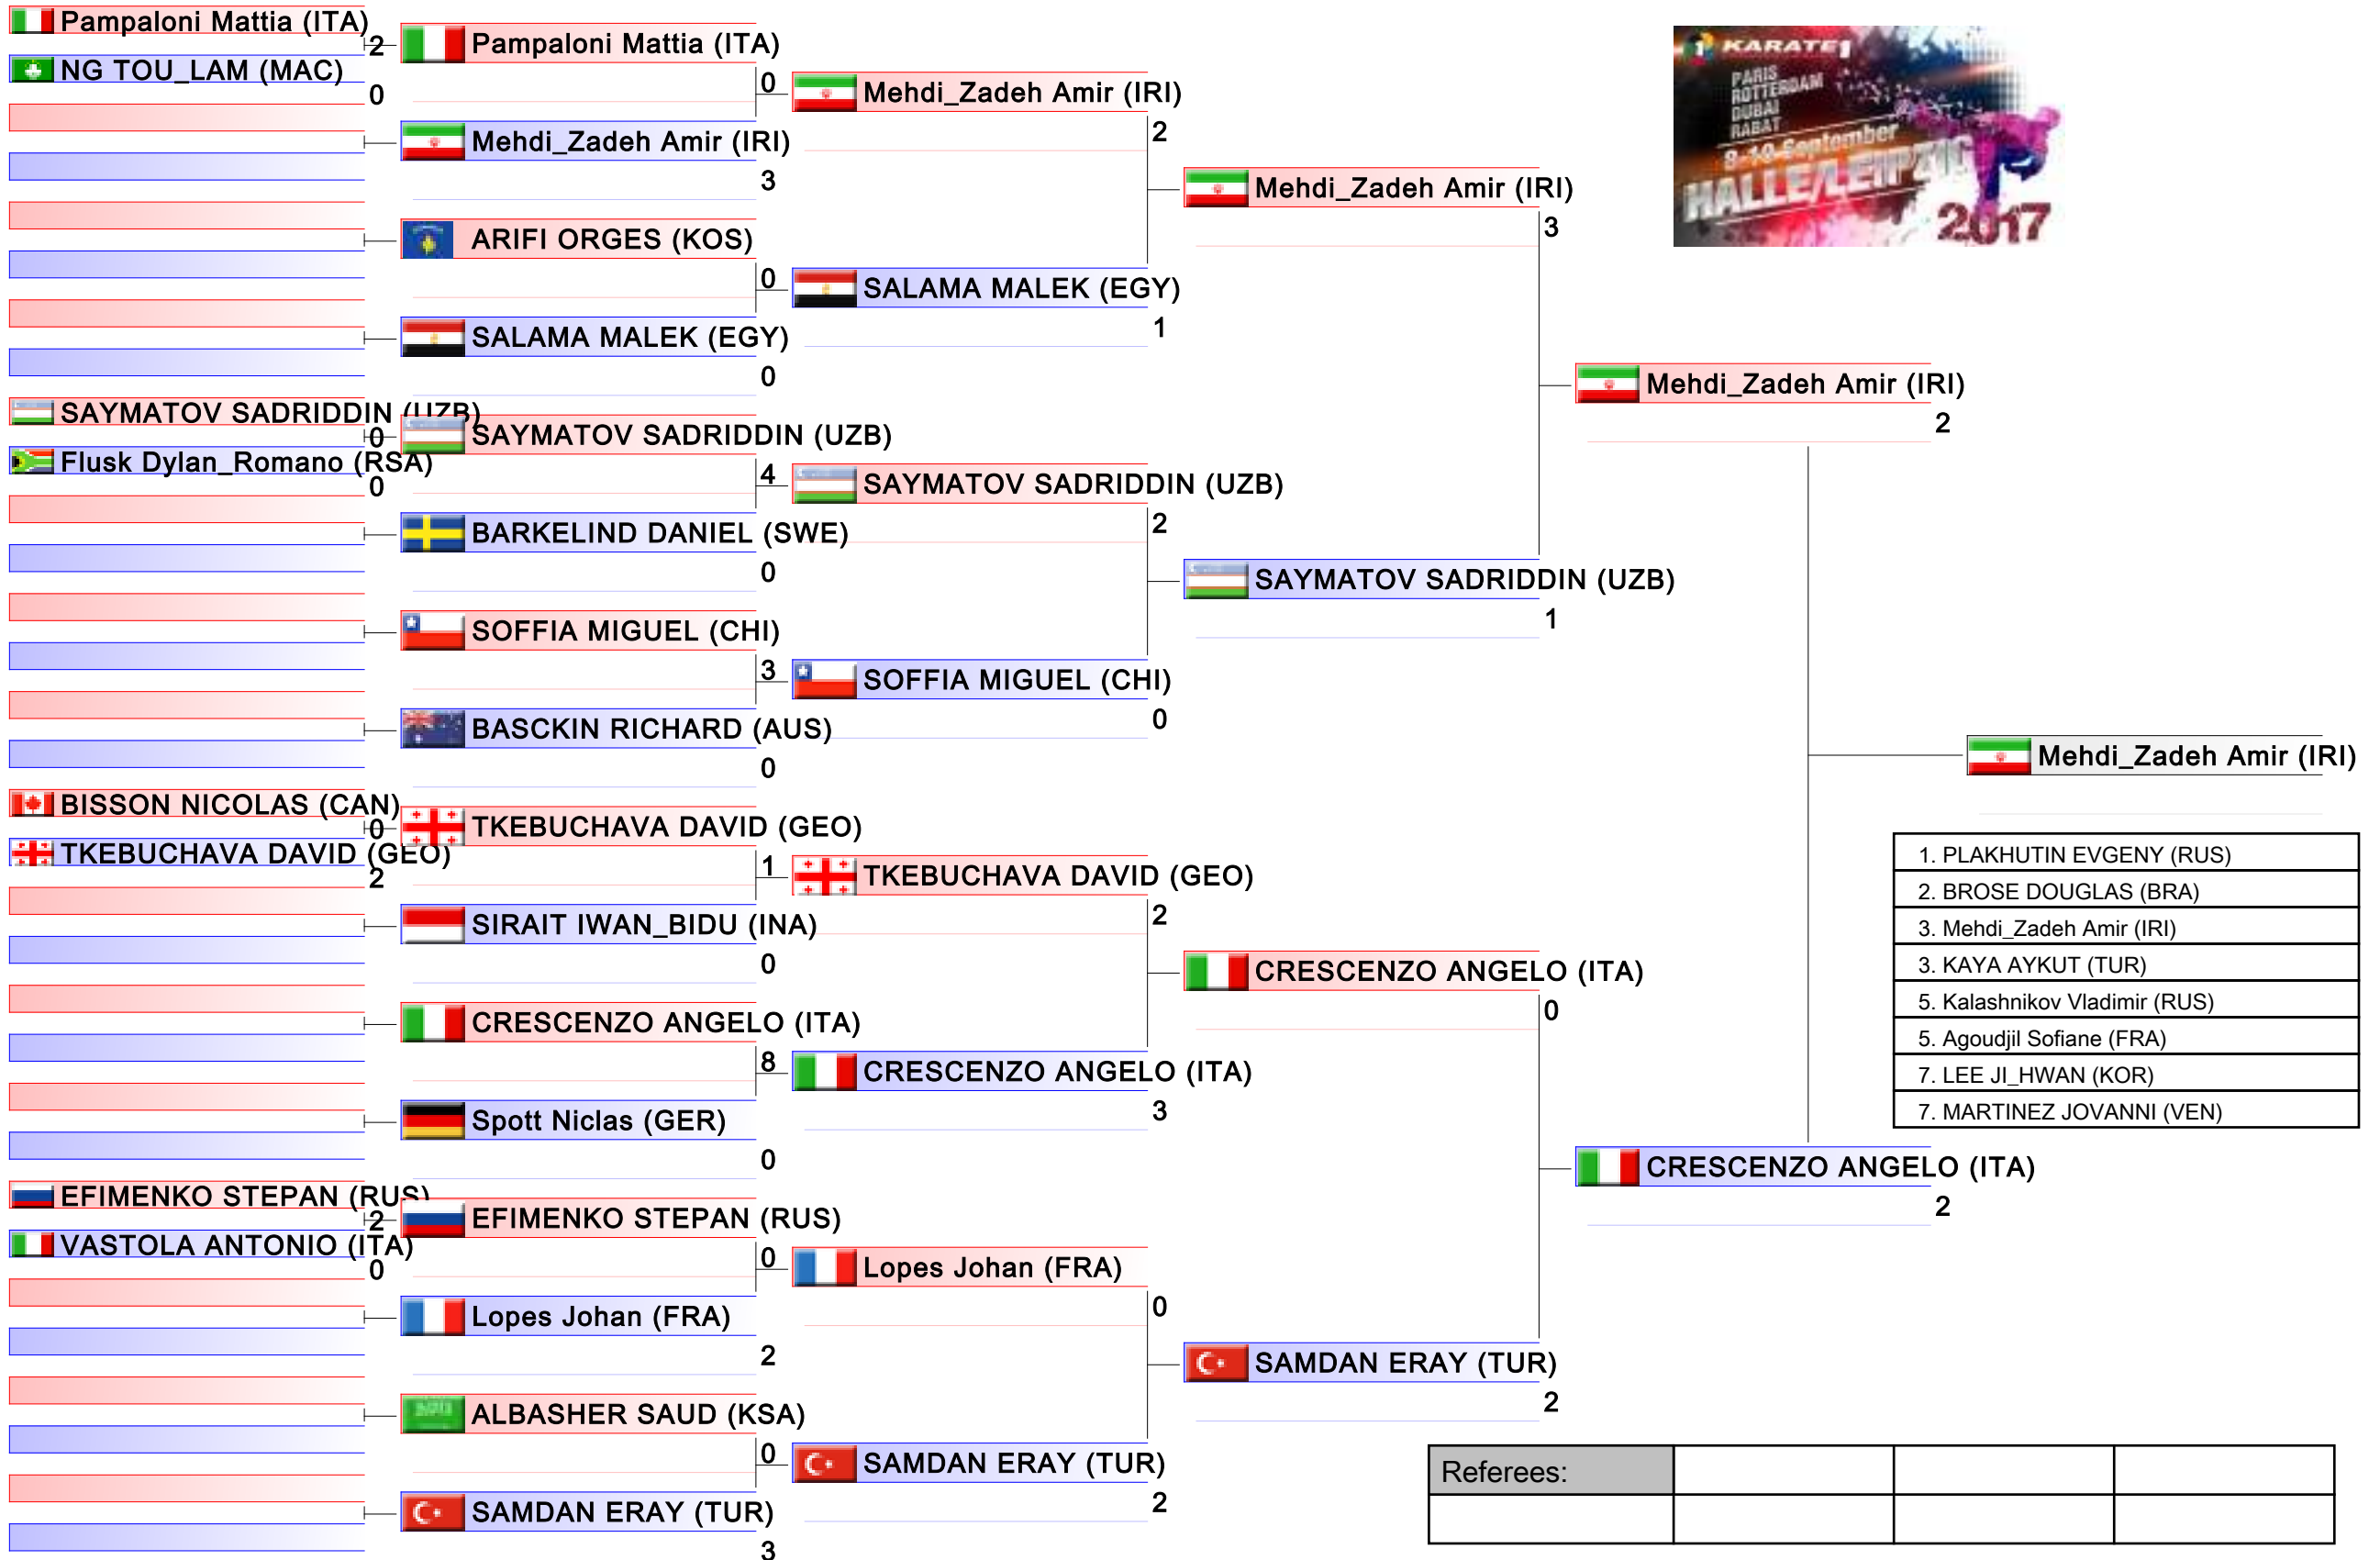 Pampaloni Mattia (ITA)
2
NG TOU_LAM (MAC)
0
SAYMATOV SADRIDDIN (UZB)
0
Flusk Dylan_Romano (RSA)
0
BISSON NICOLAS (CAN)
0
TKEBUCHAVA DAVID (GEO)
2
EFIMENKO STEPAN (RUS)
2
VASTOLA ANTONIO (ITA)
0
Pampaloni Mattia (ITA)
0
Mehdi_Zadeh Amir (IRI)
3
ARIFI ORGES (KOS)
0
SALAMA MALEK (EGY)
0
SAYMATOV SADRIDDIN (UZB)
4
BARKELIND DANIEL (SWE)
0
SOFFIA MIGUEL (CHI)
3
BASCKIN RICHARD (AUS)
0
TKEBUCHAVA DAVID (GEO)
1
SIRAIT IWAN_BIDU (INA)
0
CRESCENZO ANGELO (ITA)
8
Spott Niclas (GER)
0
EFIMENKO STEPAN (RUS)
0
Lopes Johan (FRA)
2
ALBASHER SAUD (KSA)
0
SAMDAN ERAY (TUR)
3
Mehdi_Zadeh Amir (IRI)
2
SALAMA MALEK (EGY)
1
SAYMATOV SADRIDDIN (UZB)
2
SOFFIA MIGUEL (CHI)
0
TKEBUCHAVA DAVID (GEO)
2
CRESCENZO ANGELO (ITA)
3
Lopes Johan (FRA)
0
SAMDAN ERAY (TUR)
2
Mehdi_Zadeh Amir (IRI)
3
SAYMATOV SADRIDDIN (UZB)
1
CRESCENZO ANGELO (ITA)
0
SAMDAN ERAY (TUR)
2
Mehdi_Zadeh Amir (IRI)
2
CRESCENZO ANGELO (ITA)
2
Mehdi_Zadeh Amir (IRI)
KARATE1
PARIS
ROTTERDAM
DUBAI
RABAT
9-10 September
HALLE/LEIPZIG
2017
1. PLAKHUTIN EVGENY (RUS)
2. BROSE DOUGLAS (BRA)
3. Mehdi_Zadeh Amir (IRI)
3. KAYA AYKUT (TUR)
5. Kalashnikov Vladimir (RUS)
5. Agoudjil Sofiane (FRA)
7. LEE JI_HWAN (KOR)
7. MARTINEZ JOVANNI (VEN)
Referees: